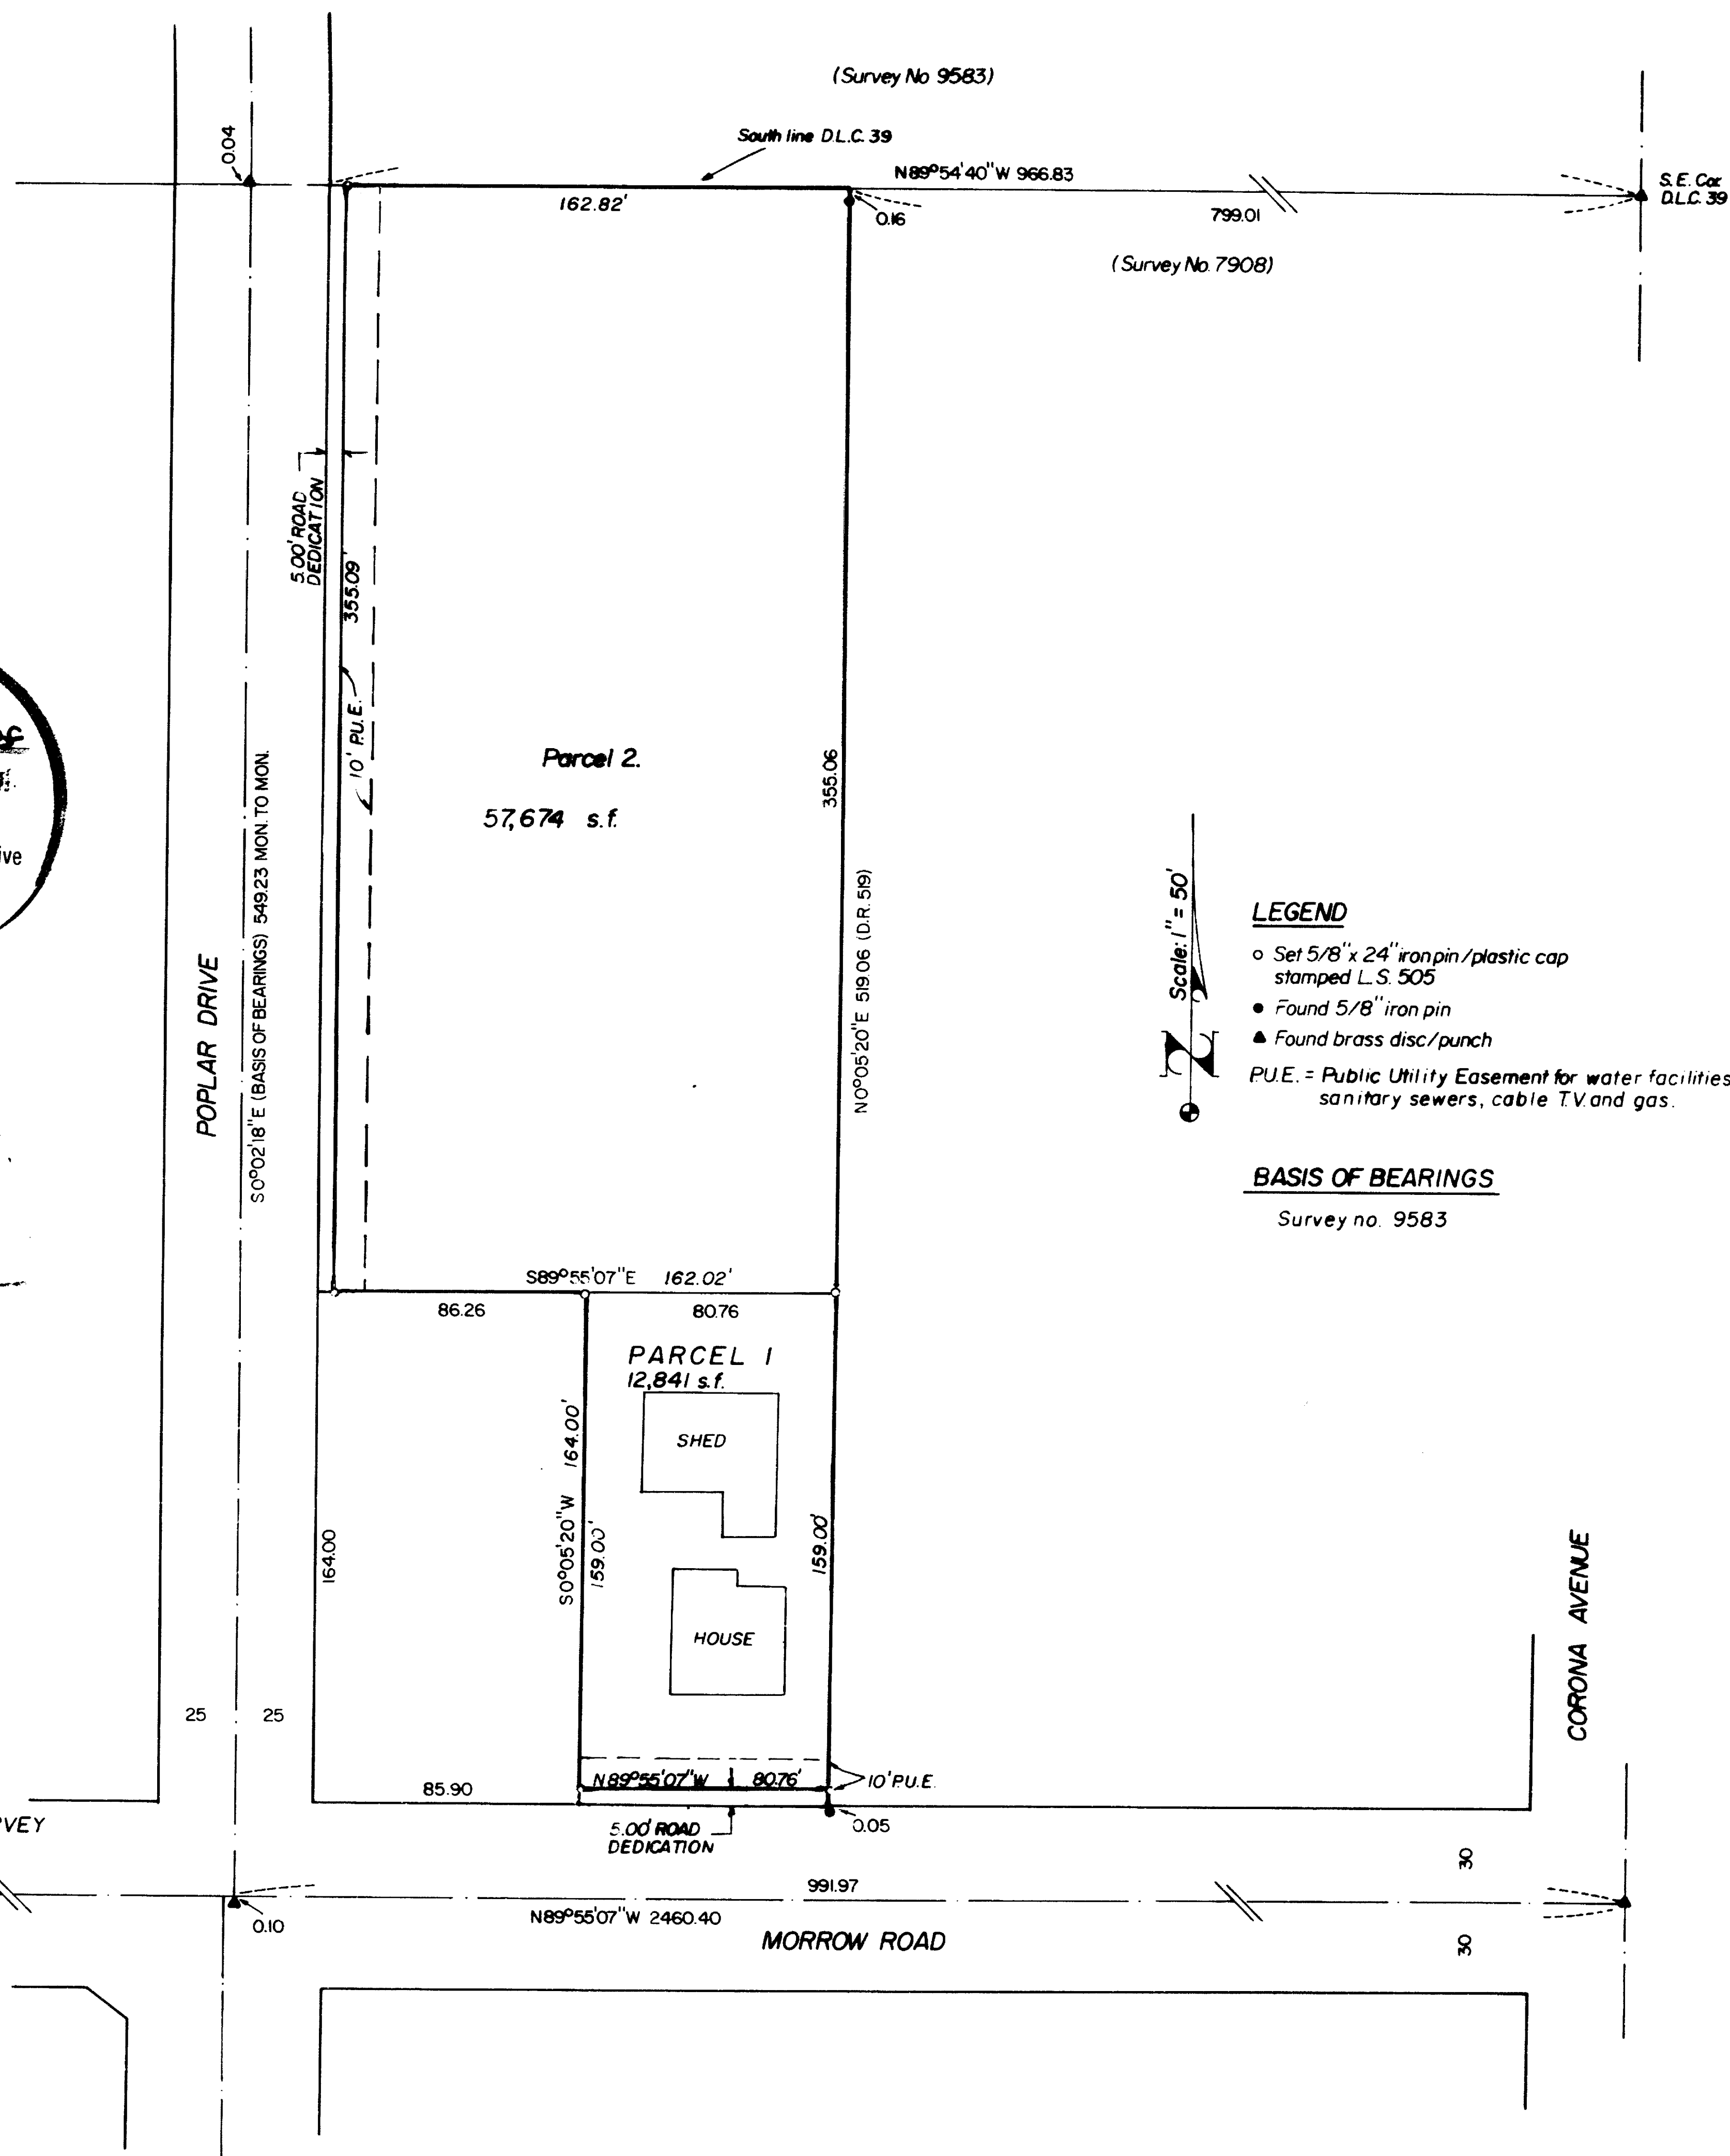 (Survey No 9583)
0.04
South line D.L.C. 39
N89°54'40"W 966.83
S.E. Cor.
D.L.C. 39
162.82'
0.16
799.01
(Survey No. 7908)
5.00' ROAD
DEDICATION
355.09'
10' P.U.E.
Parcel 2.
57,674 s.f.
355.06
ive
POPLAR DRIVE
S0°02'18"E (BASIS OF BEARINGS) 549.23 MON. TO MON.
N0°05'20"E 519.06 (D.R. 519)
Scale: 1" = 50'
N
LEGEND
Set 5/8" x 24" iron pin/plastic cap
stamped L.S. 505
Found 5/8" iron pin
Found brass disc/punch
P.U.E. = Public Utility Easement for water facilities
sanitary sewers, cable T.V. and gas.
BASIS OF BEARINGS
Survey no. 9583
S89°55'07"E 162.02'
86.26
80.76
PARCEL 1
12,841 s.f.
SHED
164.00
S0°05'20"W 164.00'
159.00'
159.00'
HOUSE
CORONA AVENUE
25
25
N89°55'07"W 80.76'
10' P.U.E.
85.90
VEY
5.00' ROAD
DEDICATION
0.05
30
991.97
0.10
N89°55'07"W 2460.40
MORROW ROAD
30